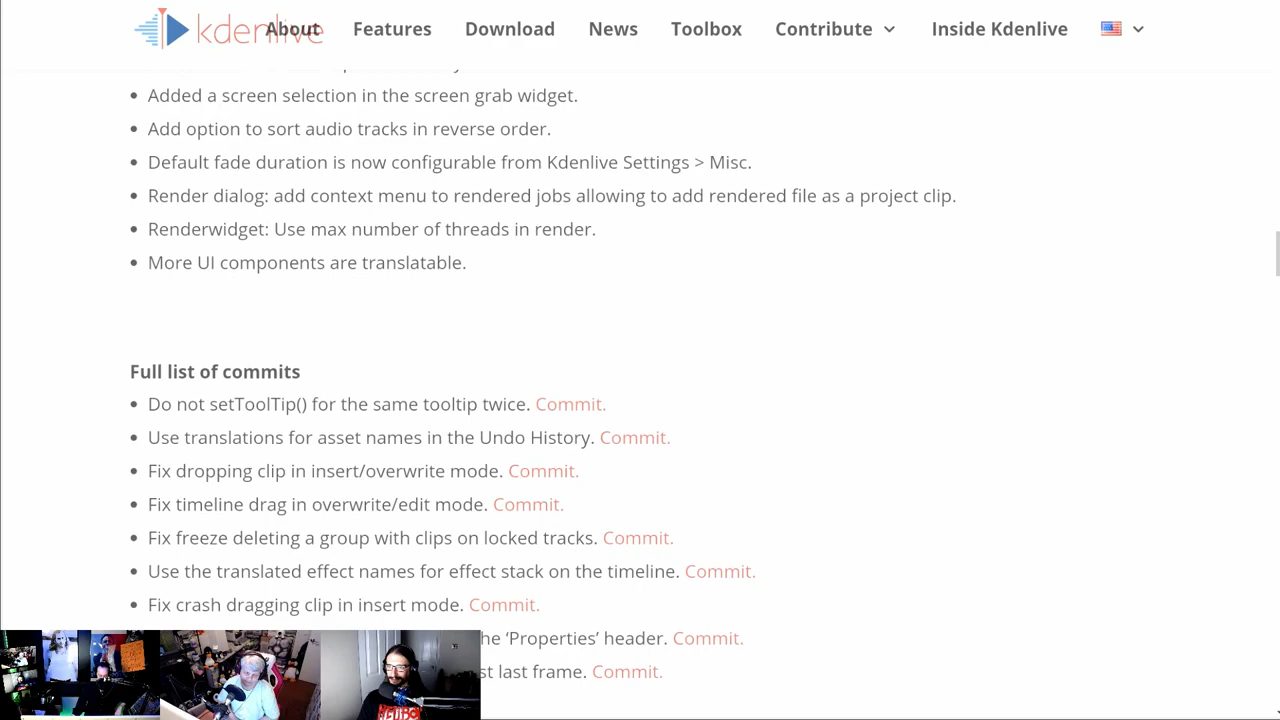 kdenlive
About Features Download News Toolbox Contribute Inside Kdenlive
Added a screen selection in the screen grab widget.
Add option to sort audio tracks in reverse order.
Default fade duration is now configurable from Kdenlive Settings > Misc.
Render dialog: add context menu to rendered jobs allowing to add rendered file as a project clip.
Renderwidget: Use max number of threads in render.
More UI components are translatable.
Full list of commits
Do not setToolTip() for the same tooltip twice. Commit.
Use translations for asset names in the Undo History. Commit.
Fix dropping clip in insert/overwrite mode. Commit.
Fix timeline drag in overwrite/edit mode. Commit.
Fix freeze deleting a group with clips on locked tracks. Commit.
Use the translated effect names for effect stack on the timeline. Commit.
Fix crash dragging clip in insert mode. Commit.
he ‘Properties’ header. Commit.
st last frame. Commit.